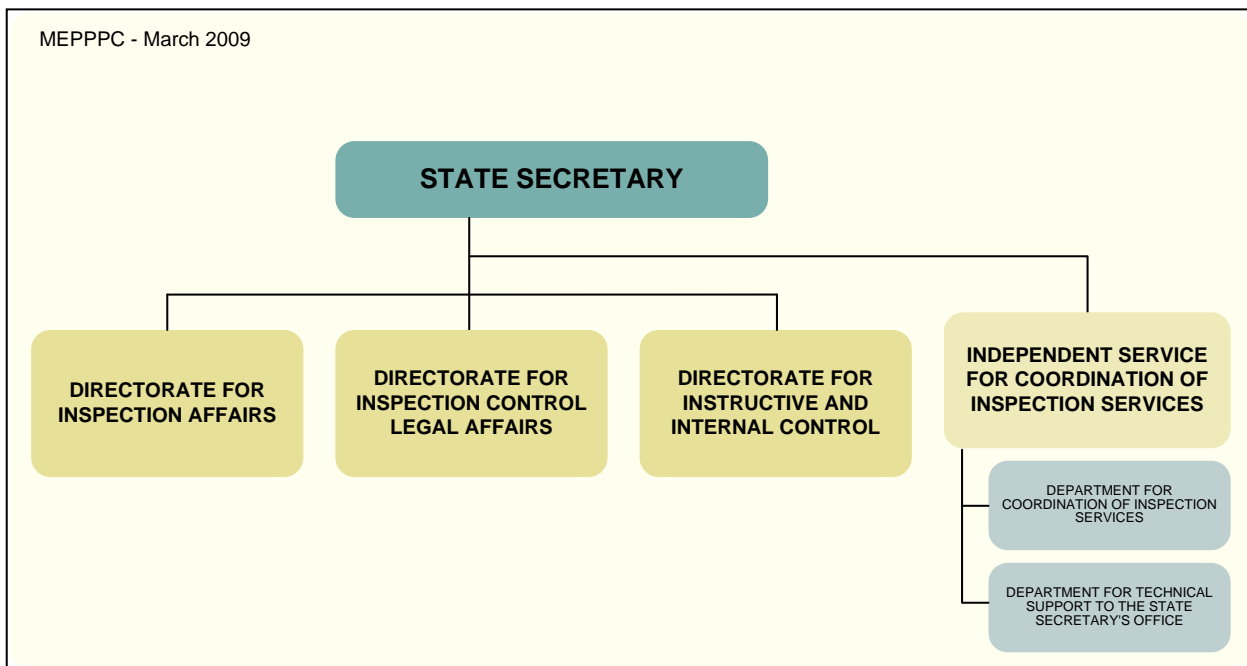 MEPPPC - March 2009
STATE SECRETARY
DIRECTORATE FOR
INSPECTION AFFAIRS
DIRECTORATE FOR
INSPECTION CONTROL
LEGAL AFFAIRS
DIRECTORATE FOR
INSTRUCTIVE AND
INTERNAL CONTROL
INDEPENDENT SERVICE
FOR COORDINATION OF
INSPECTION SERVICES
DEPARTMENT FOR
COORDINATION OF INSPECTION
SERVICES
DEPARTMENT FOR TECHNICAL
SUPPORT TO THE STATE
SECRETARY'S OFFICE